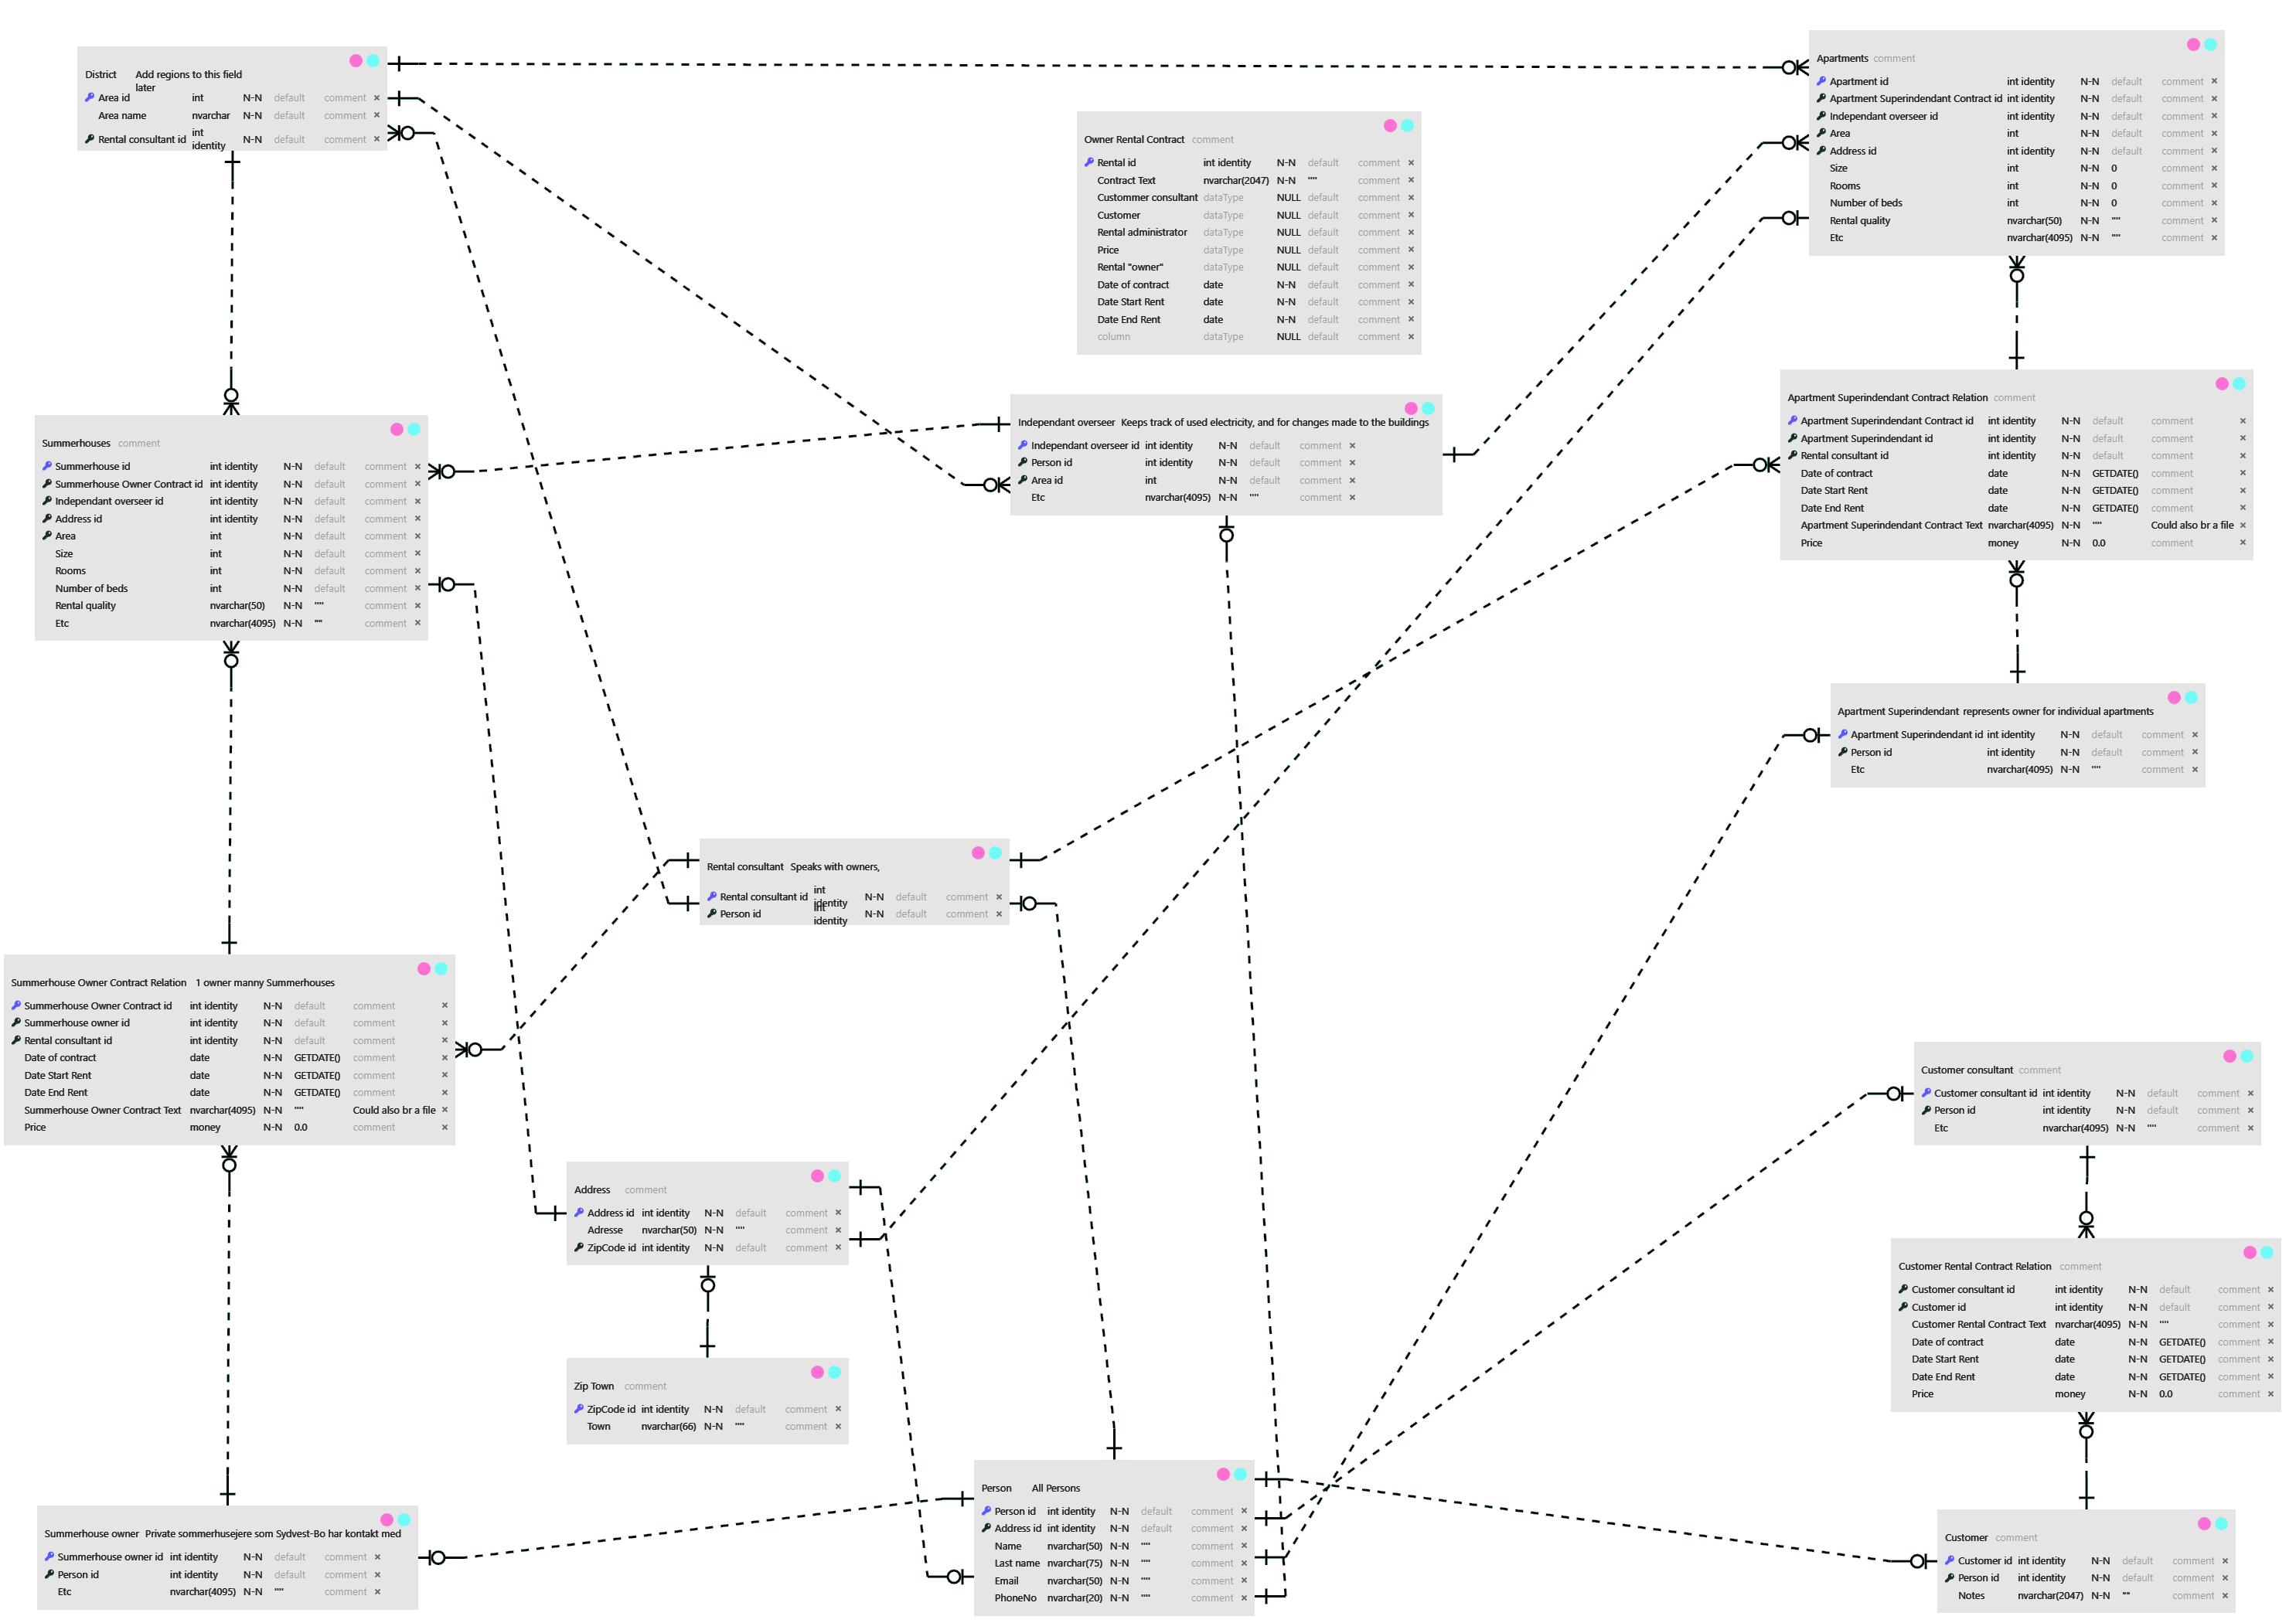 District Add regions to this field later
Area id int N-N default comment ×
Area name nvarchar N-N default comment ×
Rental consultant id int identity N-N default comment ×
Apartments comment
Apartment id int identity N-N default comment ×
Apartment Superindendant Contract id int identity N-N default comment ×
Independant overseer id int identity N-N default comment ×
Area int N-N default comment ×
Address id int identity N-N default comment ×
Size int N-N 0 comment ×
Rooms int N-N 0 comment ×
Number of beds int N-N 0 comment ×
Rental quality nvarchar(50) N-N "" comment ×
Etc nvarchar(4095) N-N "" comment ×
Owner Rental Contract comment
Rental id int identity N-N default comment ×
Contract Text nvarchar(2047) N-N "" comment ×
Custommer consultant dataType NULL default comment ×
Customer dataType NULL default comment ×
Rental administrator dataType NULL default comment ×
Price dataType NULL default comment ×
Rental "owner" dataType NULL default comment ×
Date of contract date N-N default comment ×
Date Start Rent date N-N default comment ×
Date End Rent date N-N default comment ×
column dataType NULL default comment ×
Summerhouses comment
Summerhouse id int identity N-N default comment ×
Summerhouse Owner Contract id int identity N-N default comment ×
Independant overseer id int identity N-N default comment ×
Address id int identity N-N default comment ×
Area int N-N default comment ×
Size int N-N default comment ×
Rooms int N-N default comment ×
Number of beds int N-N default comment ×
Rental quality nvarchar(50) N-N "" comment ×
Etc nvarchar(4095) N-N "" comment ×
Independant overseer Keeps track of used electricity, and for changes made to the buildings
Independant overseer id int identity N-N default comment ×
Person id int identity N-N default comment ×
Area id int N-N default comment ×
Etc nvarchar(4095) N-N "" comment ×
Apartment Superindendant Contract Relation comment
Apartment Superindendant Contract id int identity N-N default comment ×
Apartment Superindendant id int identity N-N default comment ×
Rental consultant id int identity N-N default comment ×
Date of contract date N-N GETDATE() comment ×
Date Start Rent date N-N GETDATE() comment ×
Date End Rent date N-N GETDATE() comment ×
Apartment Superindendant Contract Text nvarchar(4095) N-N "" Could also br a file ×
Price money N-N 0.0 comment ×
Apartment Superindendant represents owner for individual apartments
Apartment Superindendant id int identity N-N default comment ×
Person id int identity N-N default comment ×
Etc nvarchar(4095) N-N "" comment ×
Rental consultant Speaks with owners,
Rental consultant id int identity N-N default comment ×
Person id int identity N-N default comment ×
Summerhouse Owner Contract Relation 1 owner manny Summerhouses
Summerhouse Owner Contract id int identity N-N default comment ×
Summerhouse owner id int identity N-N default comment ×
Rental consultant id int identity N-N default comment ×
Date of contract date N-N GETDATE() comment ×
Date Start Rent date N-N GETDATE() comment ×
Date End Rent date N-N GETDATE() comment ×
Summerhouse Owner Contract Text nvarchar(4095) N-N "" Could also br a file ×
Price money N-N 0.0 comment ×
Customer consultant comment
Customer consultant id int identity N-N default comment ×
Person id int identity N-N default comment ×
Etc nvarchar(4095) N-N "" comment ×
Address comment
Address id int identity N-N default comment ×
Adresse nvarchar(50) N-N "" comment ×
ZipCode id int identity N-N default comment ×
Customer Rental Contract Relation comment
Customer consultant id int identity N-N default comment ×
Customer id int identity N-N default comment ×
Customer Rental Contract Text nvarchar(4095) N-N "" comment ×
Date of contract date N-N GETDATE() comment ×
Date Start Rent date N-N GETDATE() comment ×
Date End Rent date N-N GETDATE() comment ×
Price money N-N 0.0 comment ×
Zip Town comment
ZipCode id int identity N-N default comment ×
Town nvarchar(66) N-N "" comment ×
Summerhouse owner Private sommerhusejere som Sydvest-Bo har kontakt med
Summerhouse owner id int identity N-N default comment ×
Person id int identity N-N default comment ×
Etc nvarchar(4095) N-N "" comment ×
Person All Persons
Person id int identity N-N default comment ×
Address id int identity N-N default comment ×
Name nvarchar(50) N-N "" comment ×
Last name nvarchar(75) N-N "" comment ×
Email nvarchar(50) N-N "" comment ×
PhoneNo nvarchar(20) N-N "" comment ×
Customer comment
Customer id int identity N-N default comment ×
Person id int identity N-N default comment ×
Notes nvarchar(2047) N-N "" comment ×